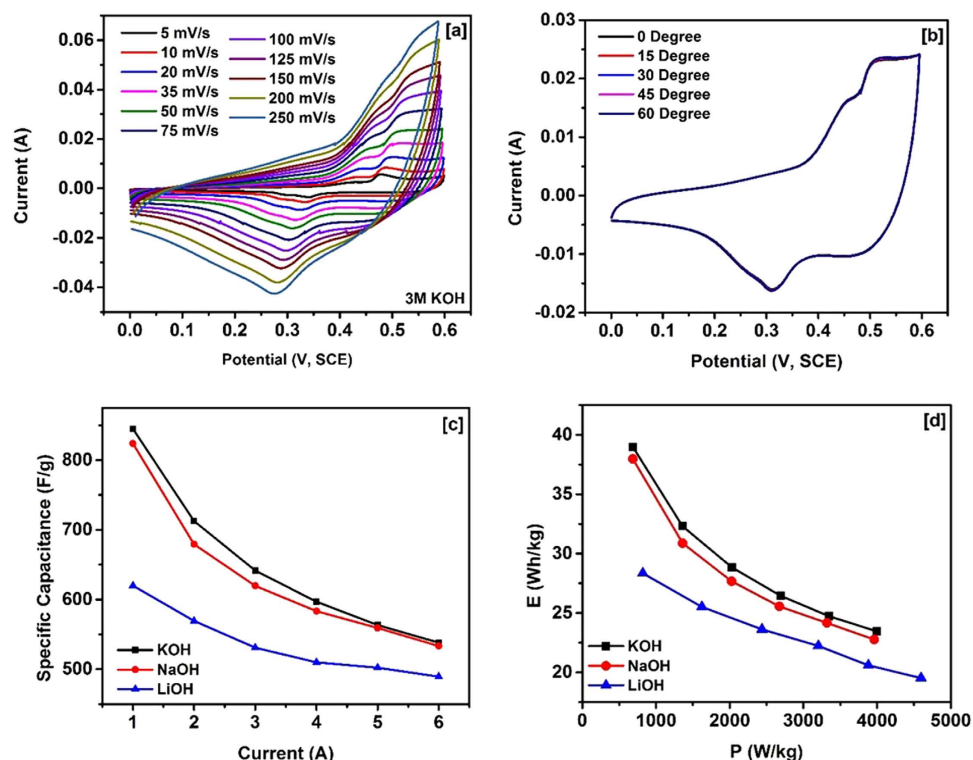 [a]
5 mV/s
10 mV/s
20 mV/s
35 mV/s
50 mV/s
75 mV/s
100 mV/s
125 mV/s
150 mV/s
200 mV/s
250 mV/s
0.06
0.04
0.02
0.00
-0.02
-0.04
Current (A)
3M KOH
0.0 0.1 0.2 0.3 0.4 0.5 0.6
Potential (V, SCE)
[b]
0 Degree
15 Degree
30 Degree
45 Degree
60 Degree
0.03
0.02
0.01
0.00
-0.01
-0.02
Current (A)
0.0 0.1 0.2 0.3 0.4 0.5 0.6
Potential (V, SCE)
[c]
800
700
600
500
Specific Capacitance (F/g)
KOH
NaOH
LiOH
1 2 3 4 5 6
Current (A)
[d]
40
35
30
25
20
E (Wh/kg)
KOH
NaOH
LiOH
0 1000 2000 3000 4000 5000
P (W/kg)